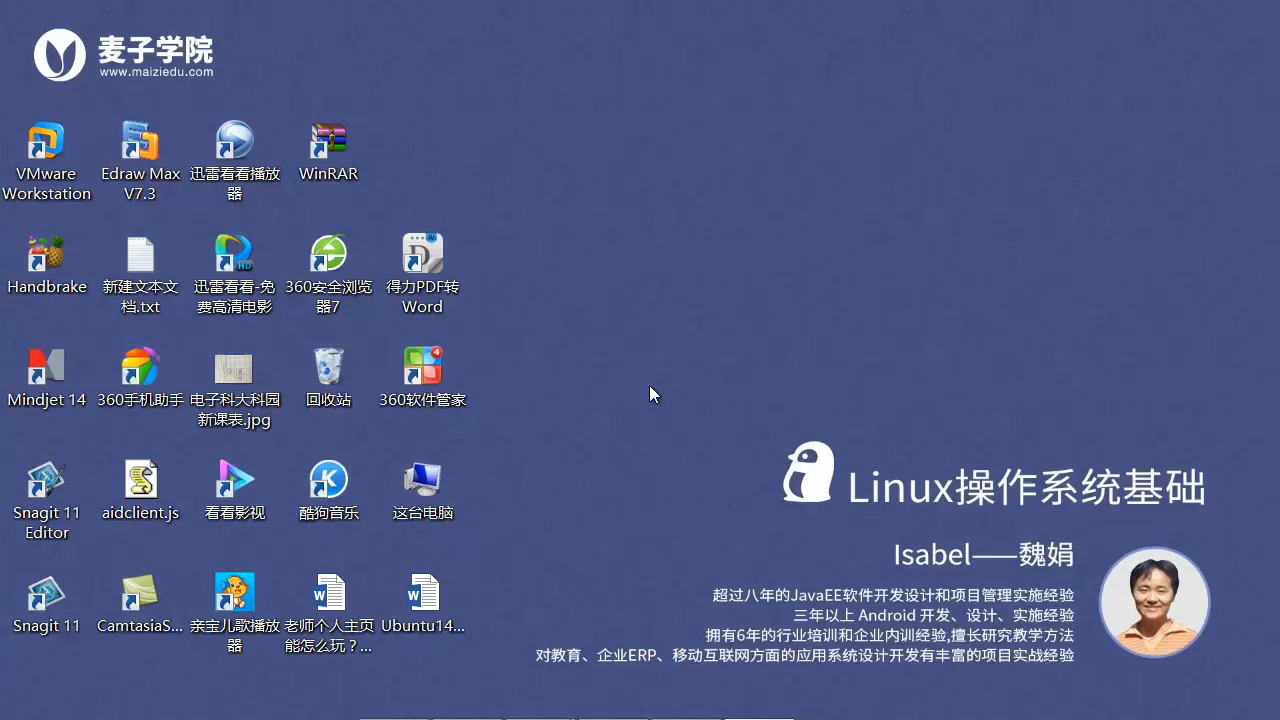 麦子学院
www.maiziedu.com
VMware
Workstation
Edraw Max
V7.3
迅雷看看播放
器
WinRAR
Handbrake
新建文本文
档.txt
迅雷看看-免
费高清电影
360安全浏览
器7
得力PDF转
Word
Mindjet 14
360手机助手
电子科大科园
新课表.jpg
回收站
360软件管家
Snagit 11
Editor
aidclient.js
看看影视
酷狗音乐
这台电脑
Snagit 11
CamtasiaS...
亲宝儿歌播放
器
老师个人主页
能怎么玩？...
Ubuntu14...
Linux操作系统基础
Isabel——魏娟
超过八年的JavaEE软件开发设计和项目管理实施经验
三年以上 Android 开发、设计、实施经验
拥有6年的行业培训和企业内训经验,擅长研究教学方法
对教育、企业ERP、移动互联网方面的应用系统设计开发有丰富的项目实战经验